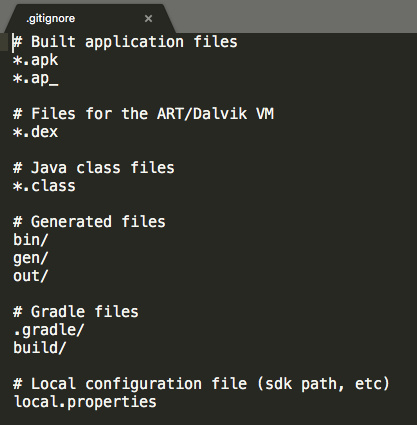 .gitignore ×
# Built application files
*.apk
*.ap_
# Files for the ART/Dalvik VM
*.dex
# Java class files
*.class
# Generated files
bin/
gen/
out/
# Gradle files
.gradle/
build/
# Local configuration file (sdk path, etc)
local.properties